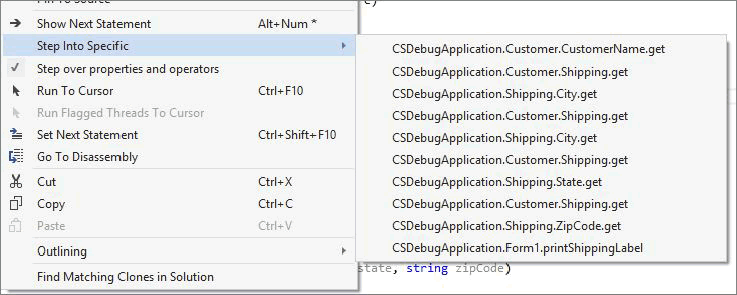 Show Next Statement Alt+Num *
Step Into Specific
Step over properties and operators
Run To Cursor Ctrl+F10
Run Flagged Threads To Cursor
Set Next Statement Ctrl+Shift+F10
Go To Disassembly
Cut Ctrl+X
Copy Ctrl+C
Paste Ctrl+V
Outlining
Find Matching Clones in Solution
CSDebugApplication.Customer.CustomerName.get
CSDebugApplication.Customer.Shipping.get
CSDebugApplication.Shipping.City.get
CSDebugApplication.Customer.Shipping.get
CSDebugApplication.Shipping.City.get
CSDebugApplication.Customer.Shipping.get
CSDebugApplication.Shipping.State.get
CSDebugApplication.Customer.Shipping.get
CSDebugApplication.Shipping.ZipCode.get
CSDebugApplication.Form1.printShippingLabel
state, string zipCode)